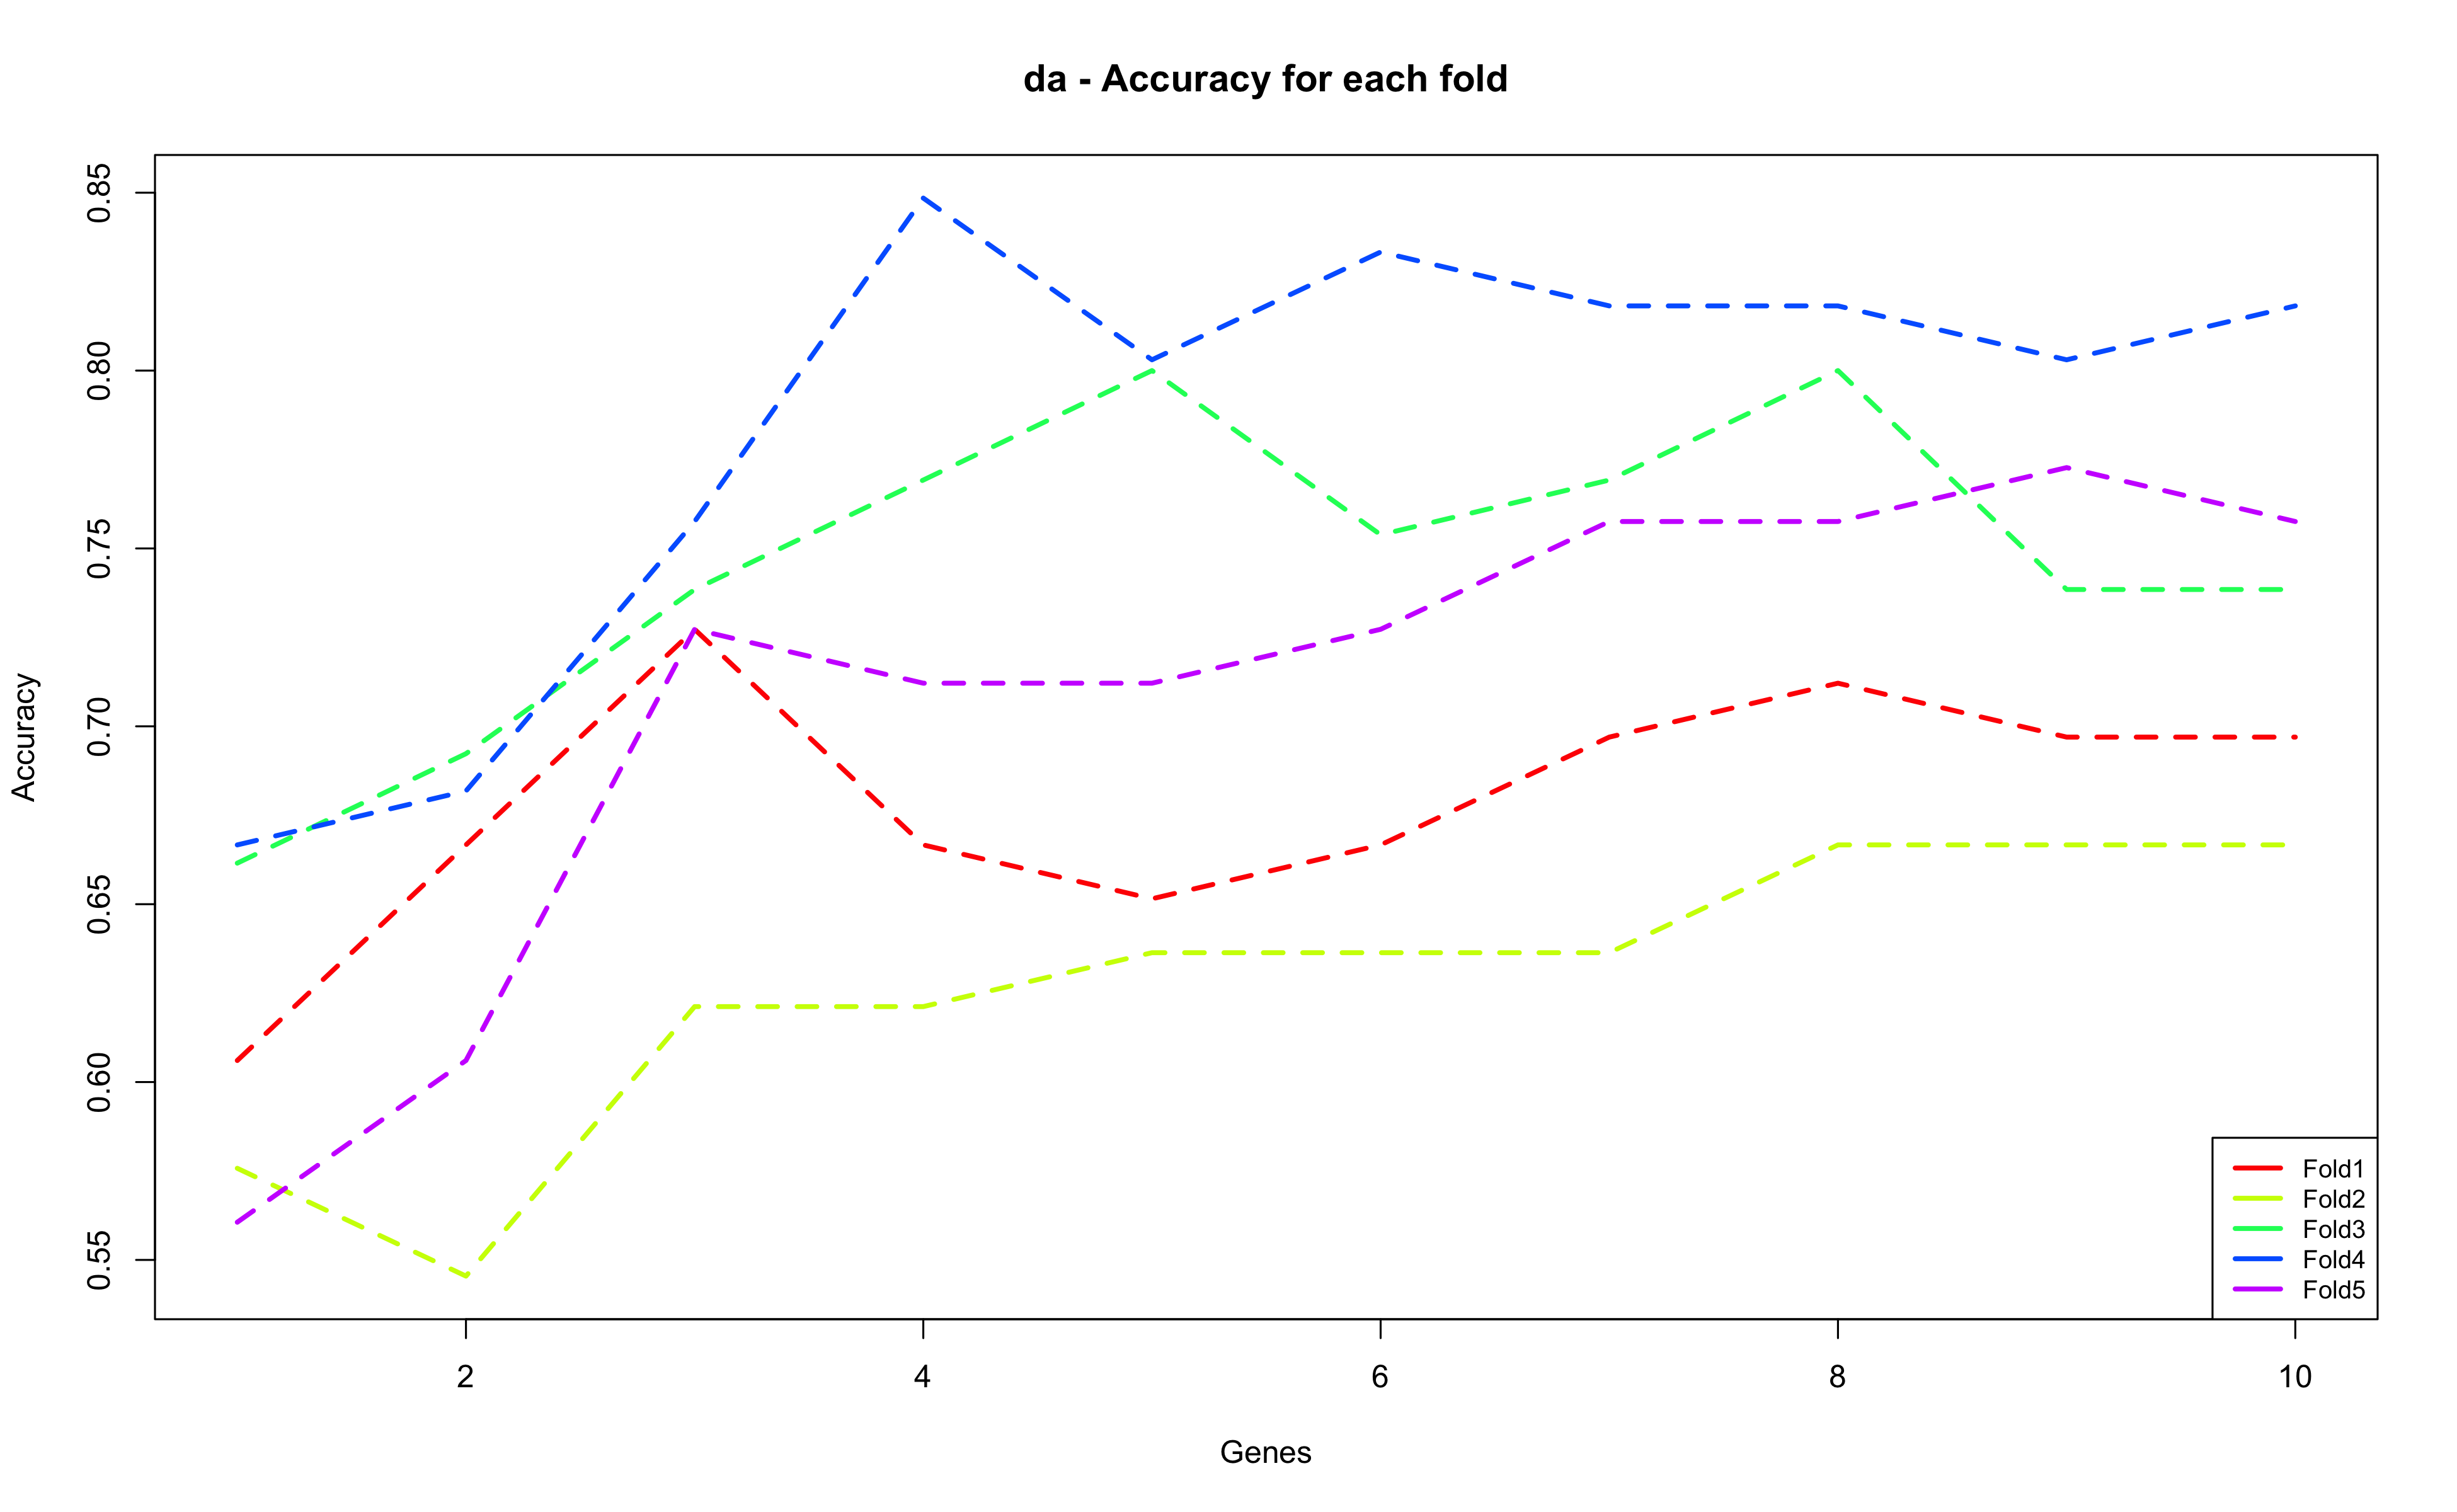 da - Accuracy for each fold
Accuracy
0.85
0.80
0.75
0.70
0.65
0.60
0.55
2 4 6 8 10
Genes
Fold1
Fold2
Fold3
Fold4
Fold5